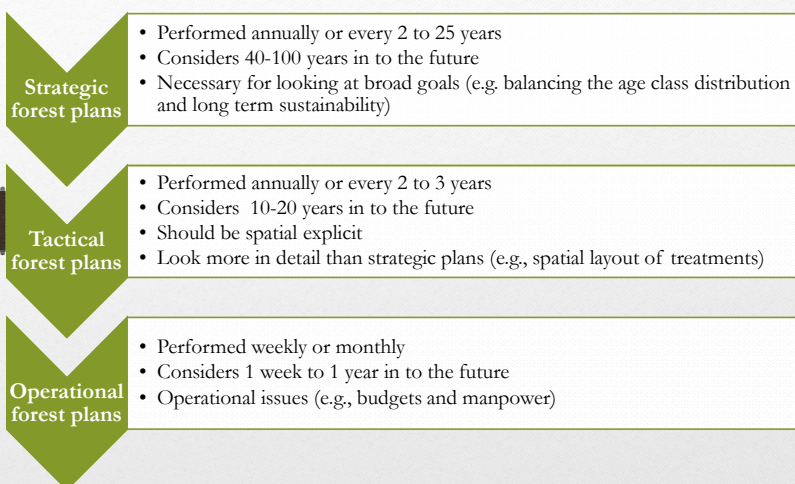 Strategic
forest plans
• Performed annually or every 2 to 25 years
• Considers 40-100 years in to the future
• Necessary for looking at broad goals (e.g. balancing the age class distribution
and long term sustainability)
Tactical
forest plans
• Performed annually or every 2 to 3 years
• Considers 10-20 years in to the future
• Should be spatial explicit
• Look more in detail than strategic plans (e.g., spatial layout of treatments)
Operational
forest plans
• Performed weekly or monthly
• Considers 1 week to 1 year in to the future
• Operational issues (e.g., budgets and manpower)